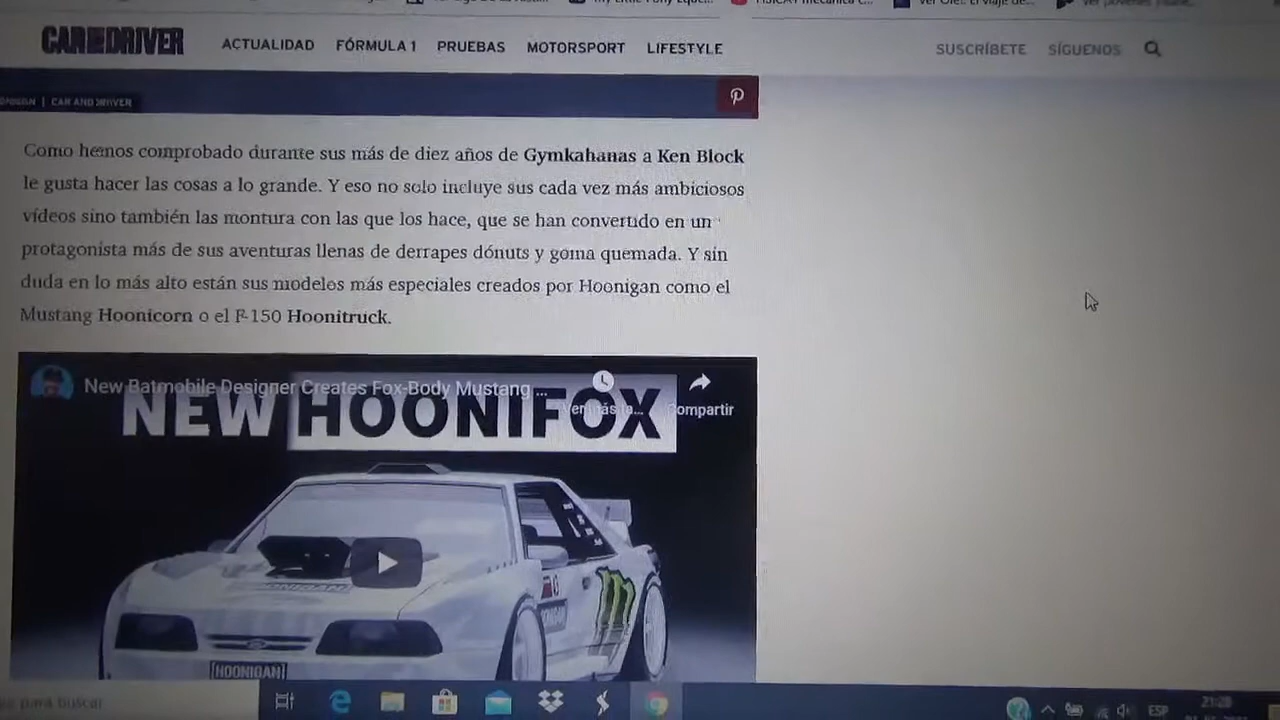 CAR AND DRIVER ACTUALIDAD FÓRMULA 1 PRUEBAS MOTORSPORT LIFESTYLE SUSCRÍBETE SÍGUENOS
CAR AND DRIVER
Como hemos comprobado durante sus más de diez años de Gymkahanas a Ken Block
le gusta hacer las cosas a lo grande. Y eso no solo incluye sus cada vez más ambiciosos
vídeos sino también las montura con las que los hace, que se han convertido en un
protagonista más de sus aventuras llenas de derrapes dónuts y goma quemada. Y sin
duda en lo más alto están sus modelos más especiales creados por Hoonigan como el
Mustang Hoonicorn o el F-150 Hoonitruck.
New Batmobile Designer Creates Fox-Body Mustang ...
Compartir
NEW HOONIFOX
HOONIGAN
HOONIGAN
para buscar
ESP